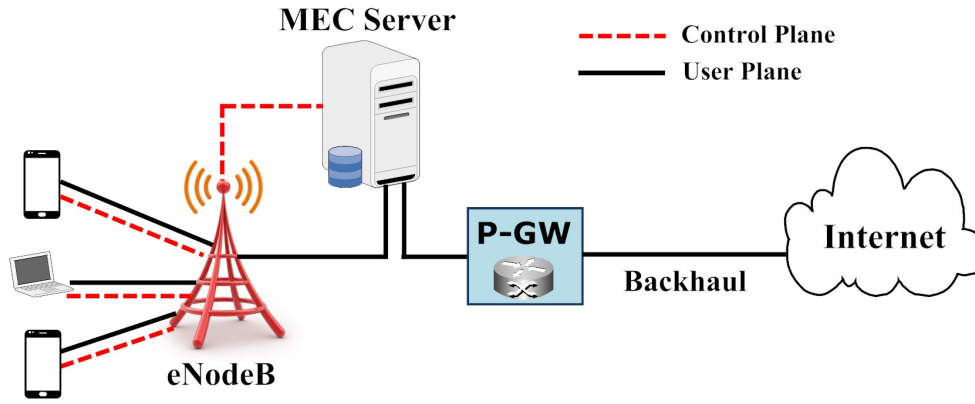 MEC Server
Control Plane
User Plane
P-GW
Internet
Backhaul
eNodeB